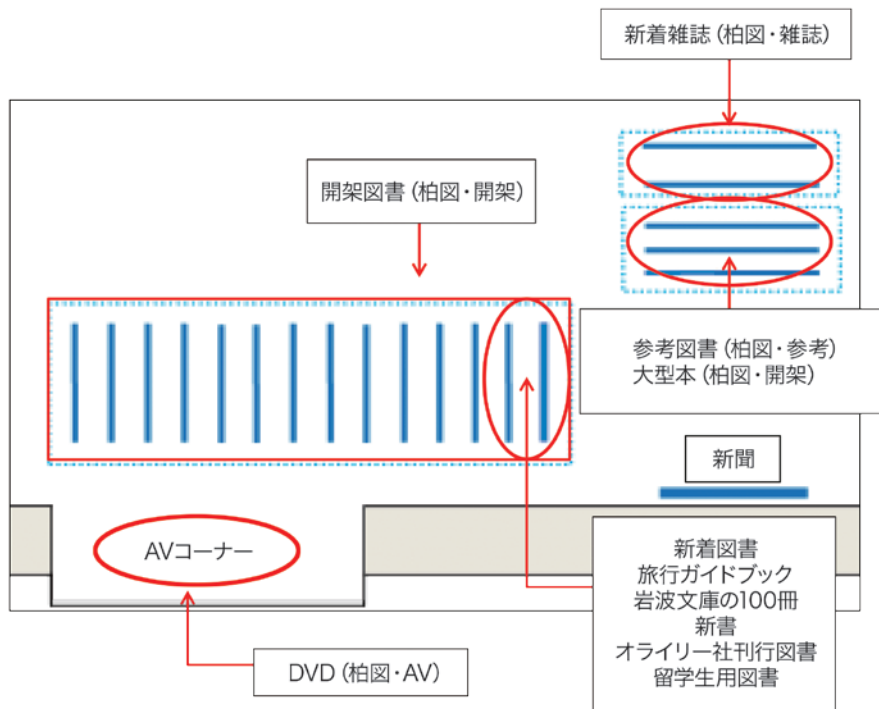 新着雑誌（柏図・雑誌）
開架図書（柏図・開架）
参考図書（柏図・参考）
大型本（柏図・開架）
新聞
AVコーナー
新着図書
旅行ガイドブック
岩波文庫の100冊
新書
オライリー社刊行図書
留学生用図書
DVD（柏図・AV）